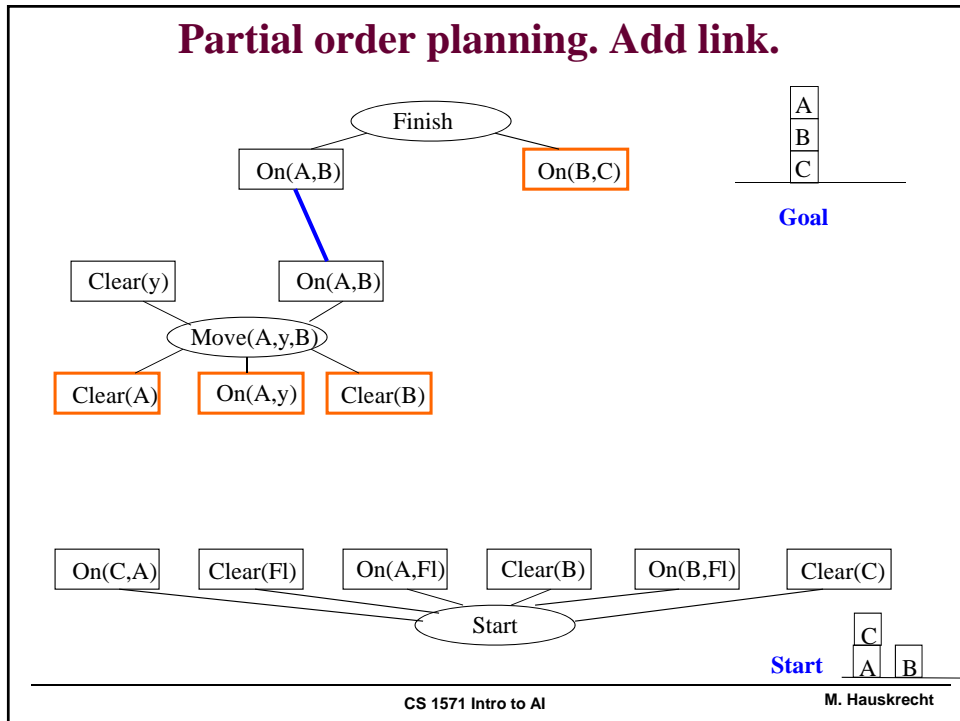 Partial order planning. Add link.
Finish
On(A,B)
On(B,C)
A
B
C
Goal
Clear(y)
On(A,B)
Move(A,y,B)
Clear(A)
On(A,y)
Clear(B)
On(C,A)
Clear(Fl)
On(A,Fl)
Clear(B)
On(B,Fl)
Clear(C)
Start
C
Start
A
B
CS 1571 Intro to AI
M. Hauskrecht